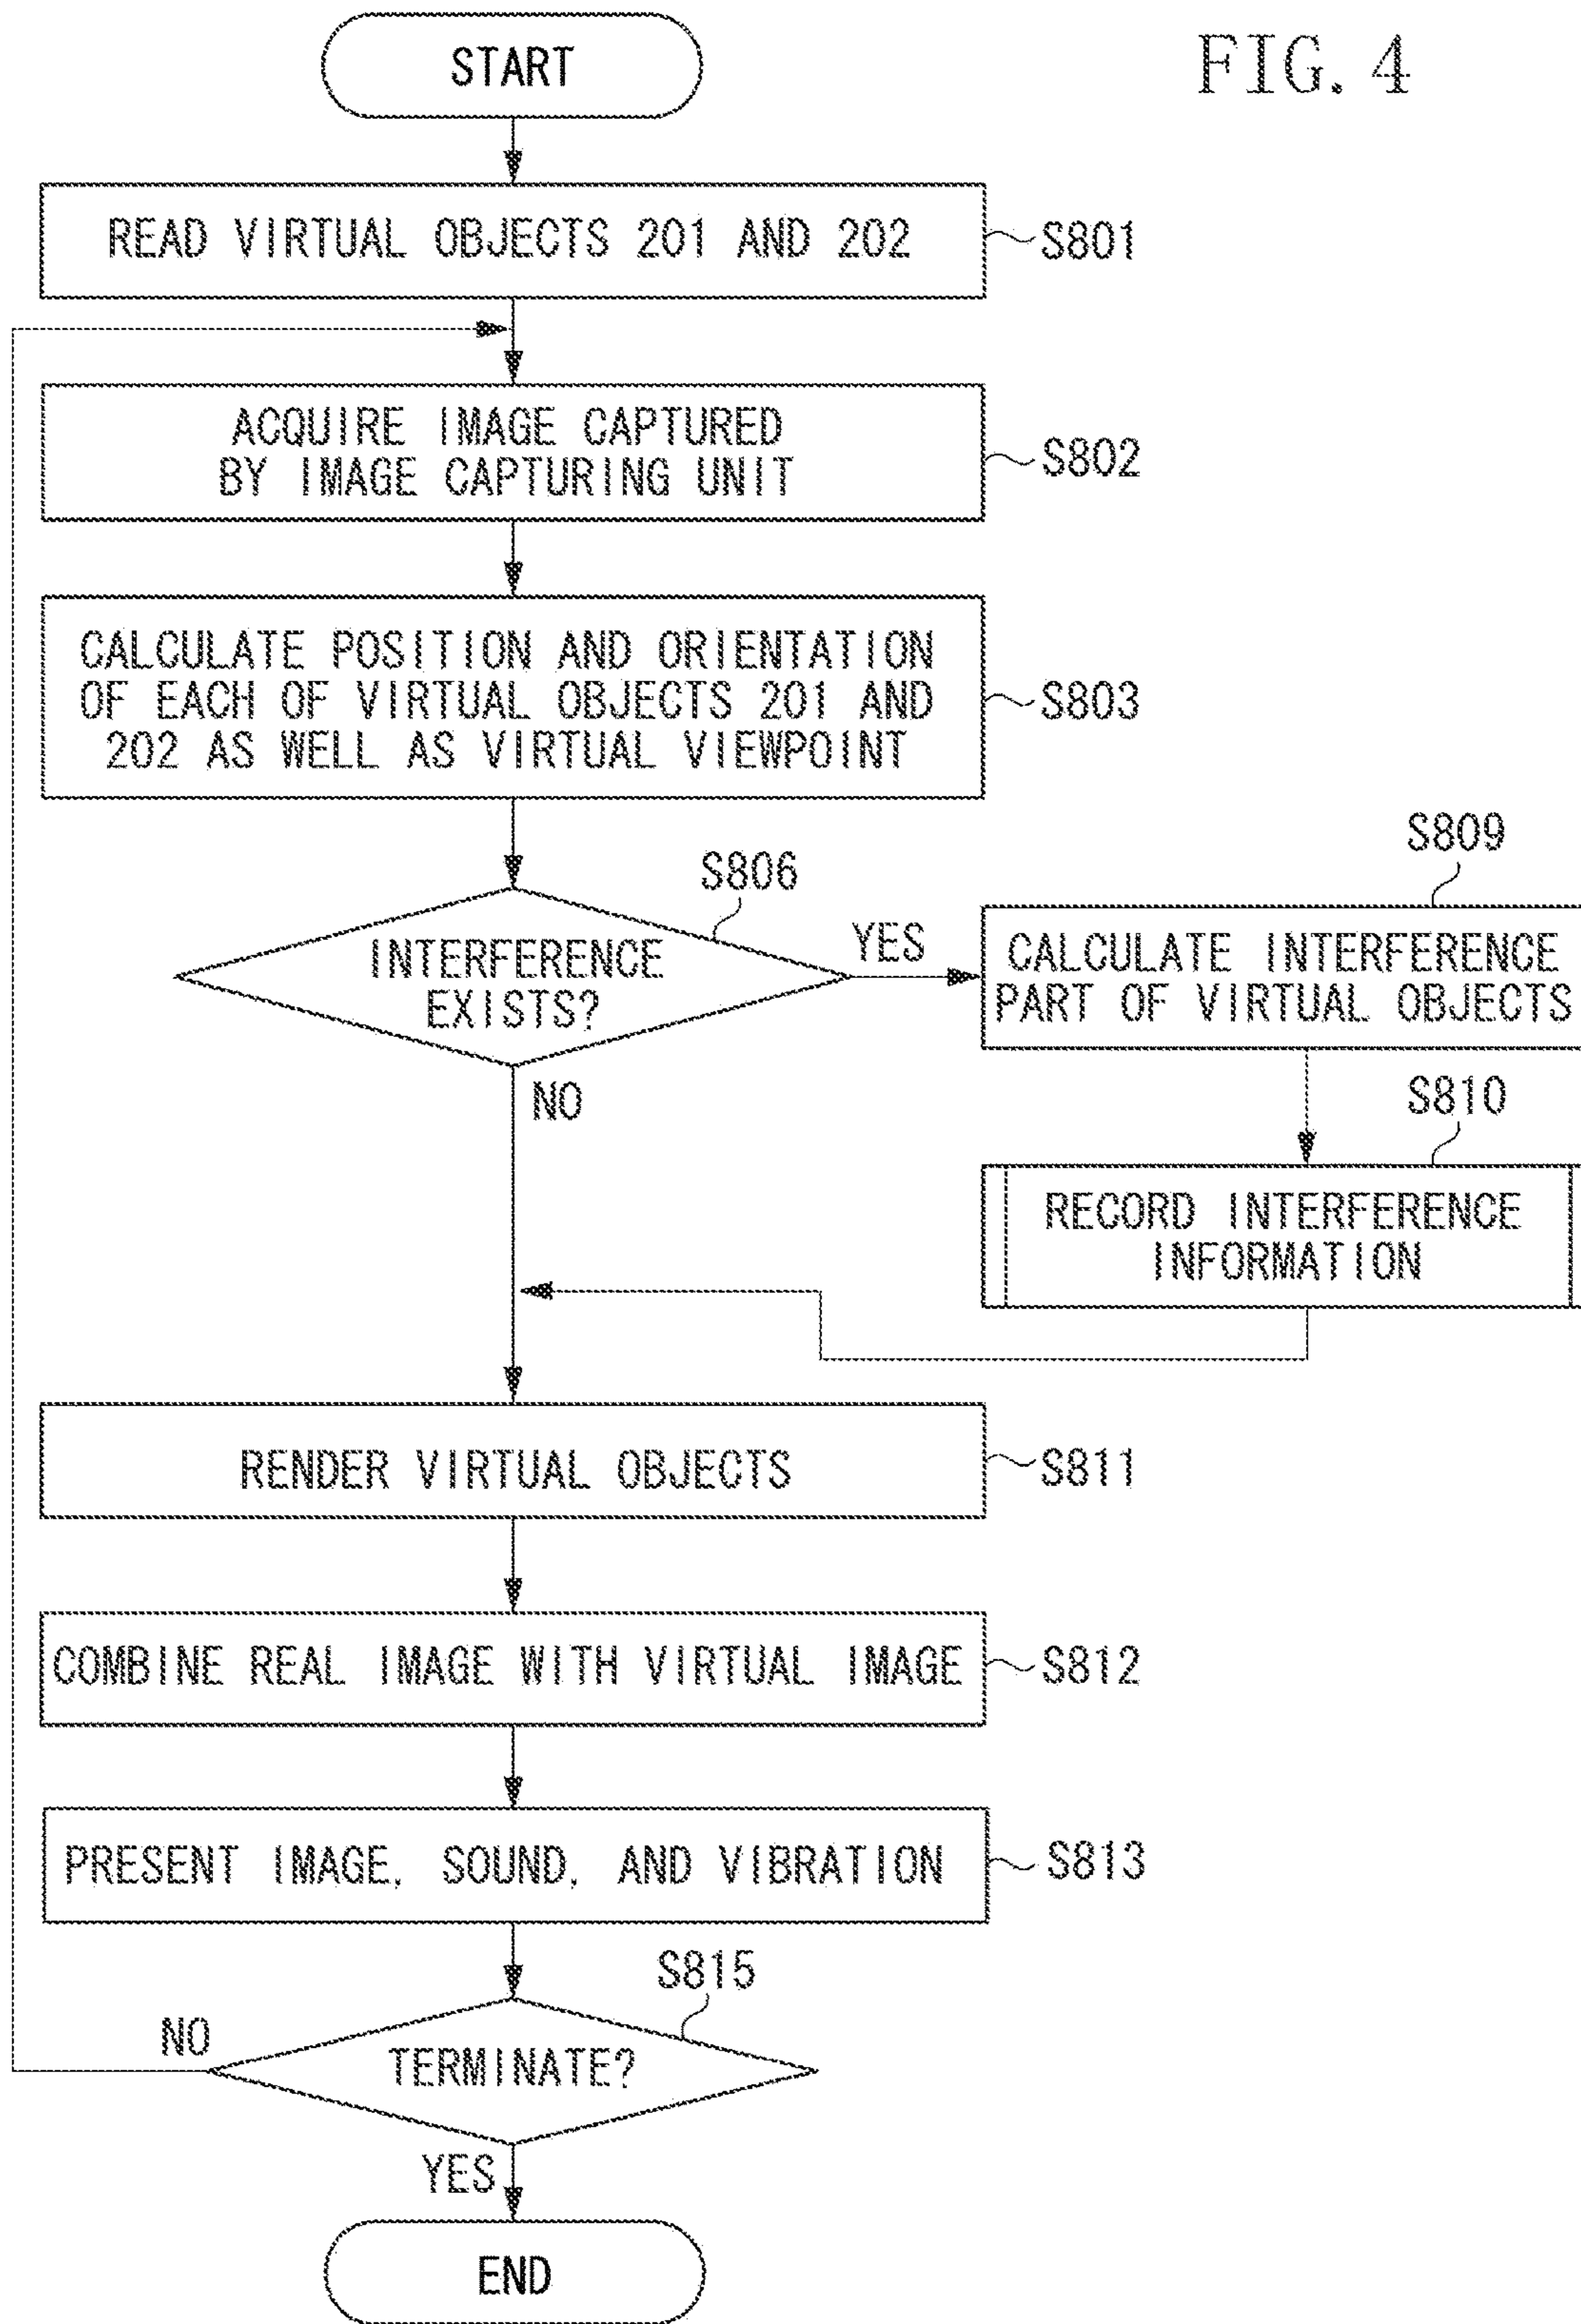 FIG. 4
START
READ VIRTUAL OBJECTS 201 AND 202
S801
ACQUIRE IMAGE CAPTURED
BY IMAGE CAPTURING UNIT
S802
CALCULATE POSITION AND ORIENTATION
OF EACH OF VIRTUAL OBJECTS 201 AND
202 AS WELL AS VIRTUAL VIEWPOINT
S803
S806
INTERFERENCE
EXISTS?
YES
NO
S809
CALCULATE INTERFERENCE
PART OF VIRTUAL OBJECTS
S810
RECORD INTERFERENCE
INFORMATION
RENDER VIRTUAL OBJECTS
S811
COMBINE REAL IMAGE WITH VIRTUAL IMAGE
S812
PRESENT IMAGE, SOUND, AND VIBRATION
S813
S815
TERMINATE?
NO
YES
END